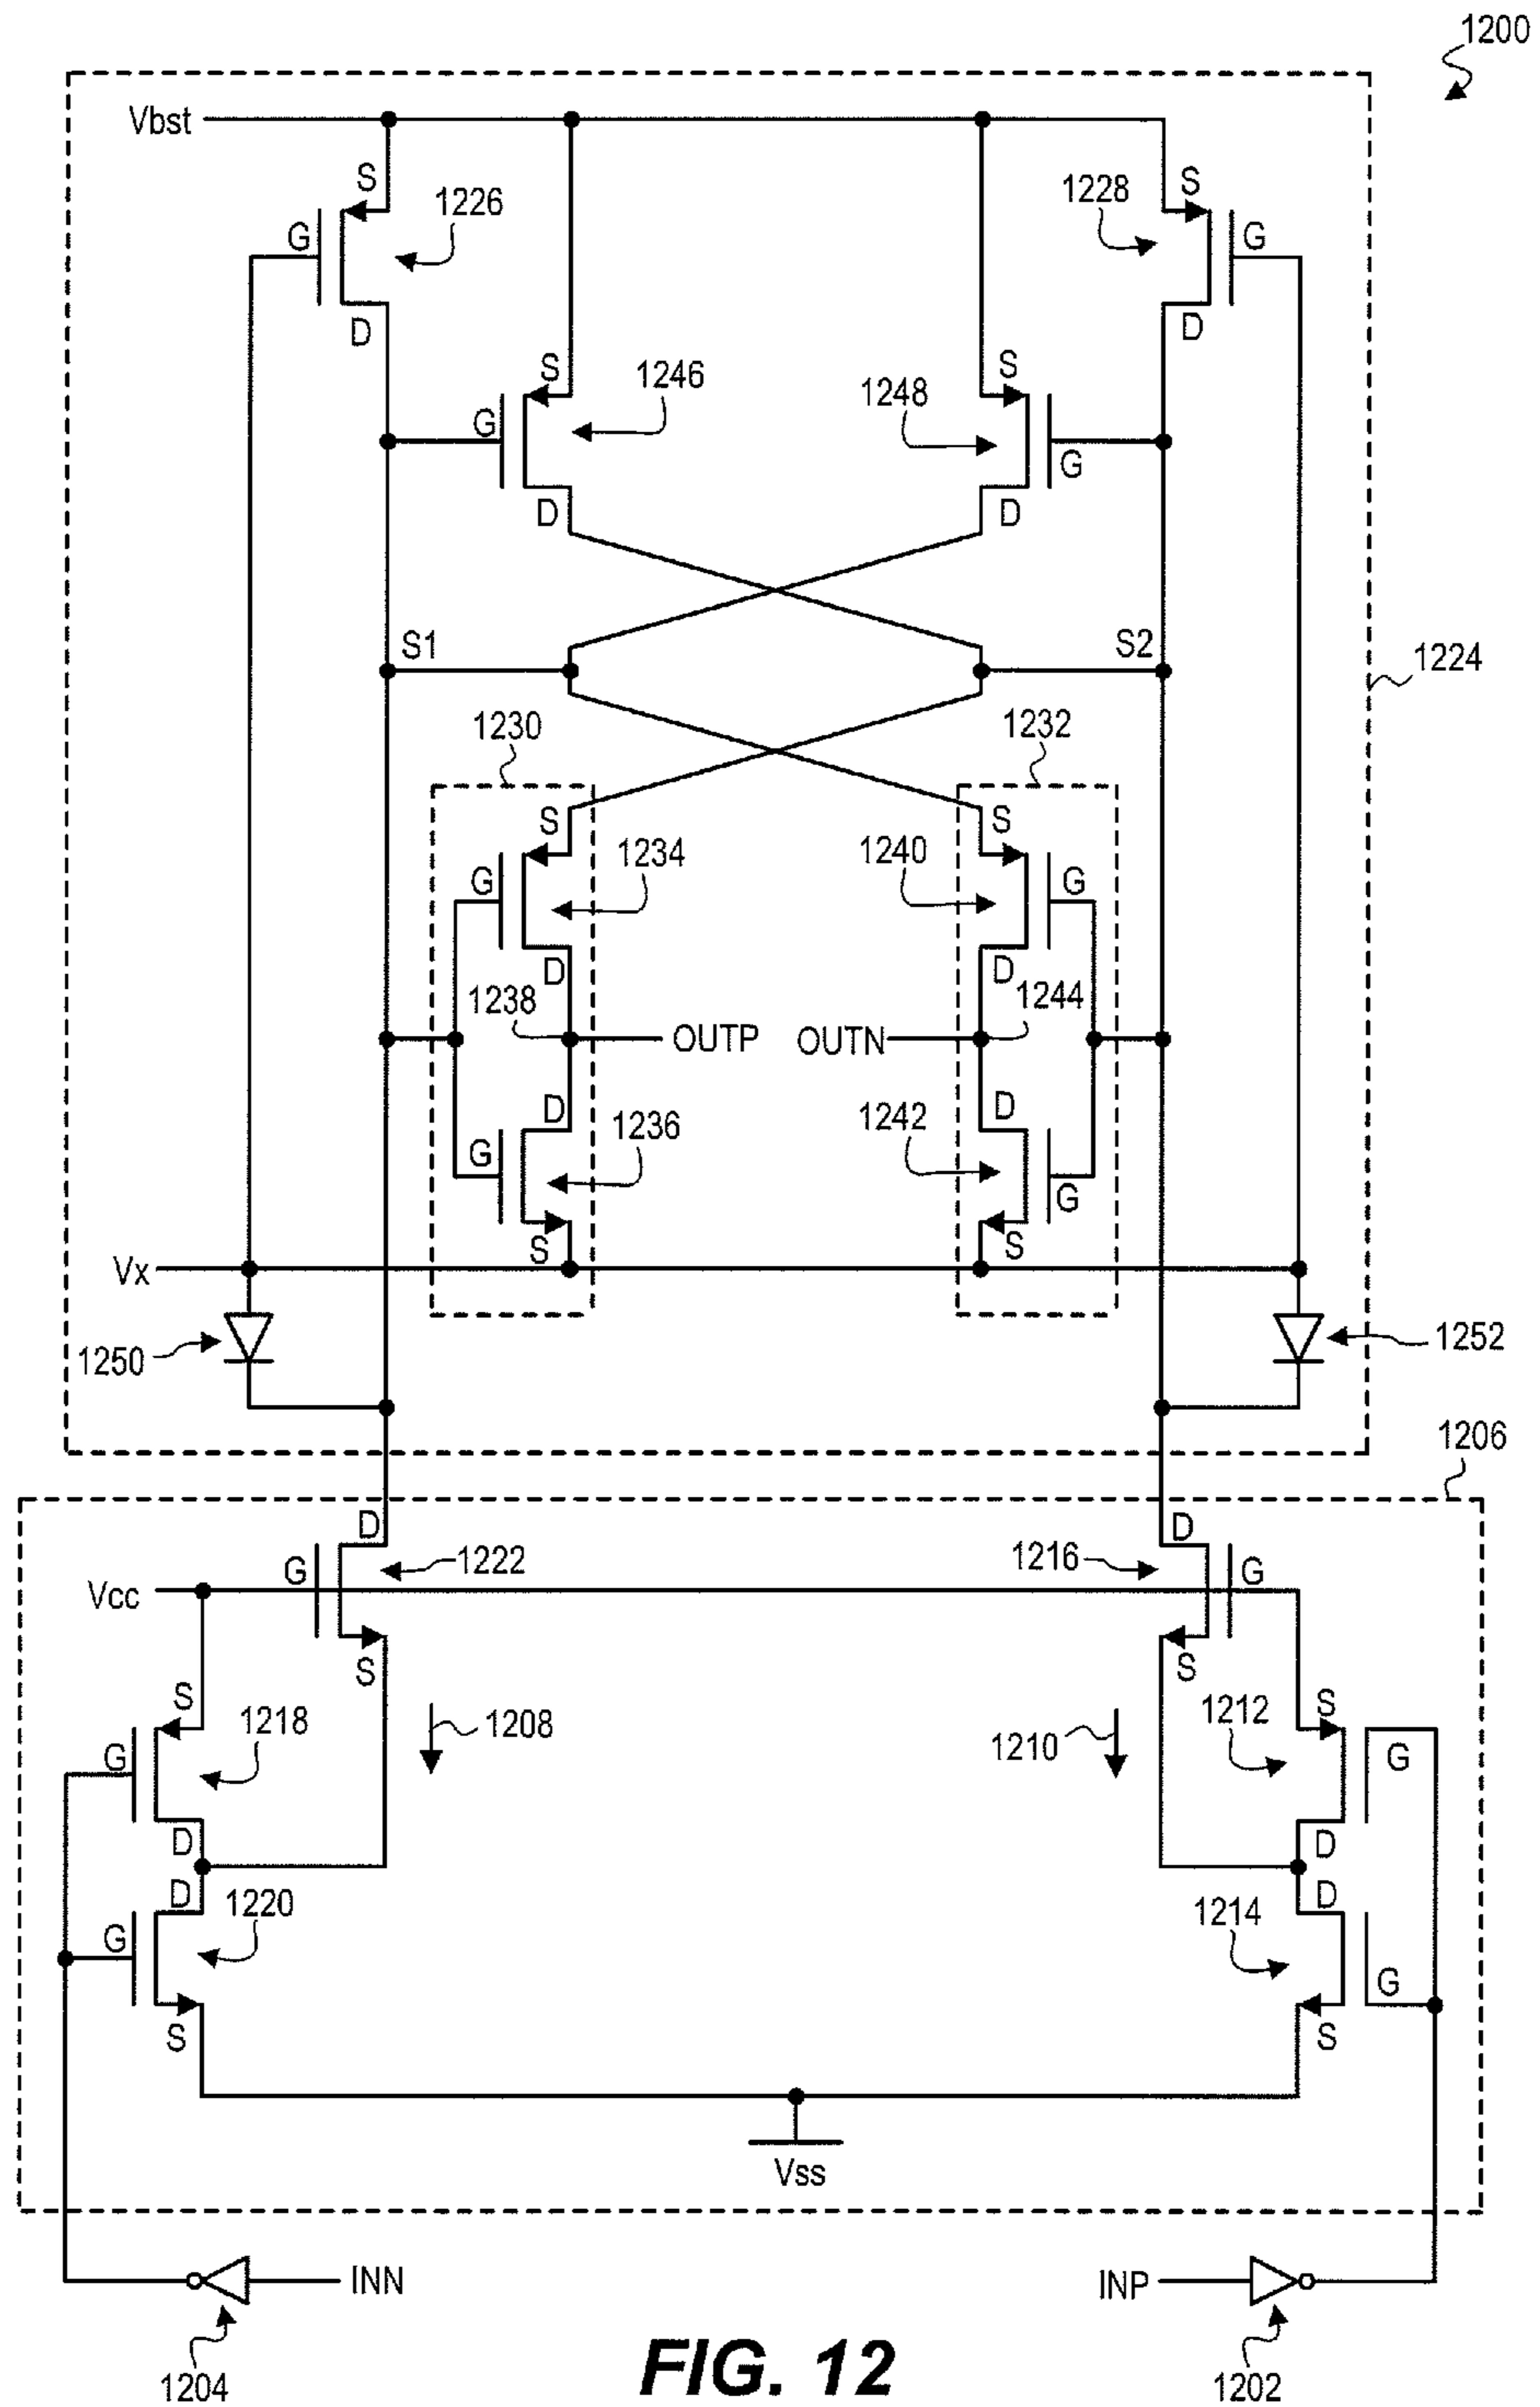 1200
Vbst
S
1226
1228
S
G
G
D
D
S
1246
1248
S
G
G
D
D
S1
S2
1224
1230
1232
S
1234
1240
S
G
G
D
D
1238
1244
OUTP
OUTN
D
D
1236
1242
G
G
S
S
Vx
1250
1252
1206
D
D
G
1222
1216
G
Vcc
S
S
S
1218
1208
1210
1212
S
G
G
D
D
D
D
1220
1214
G
G
S
S
Vss
INN
INP
1204
1202
FIG. 12